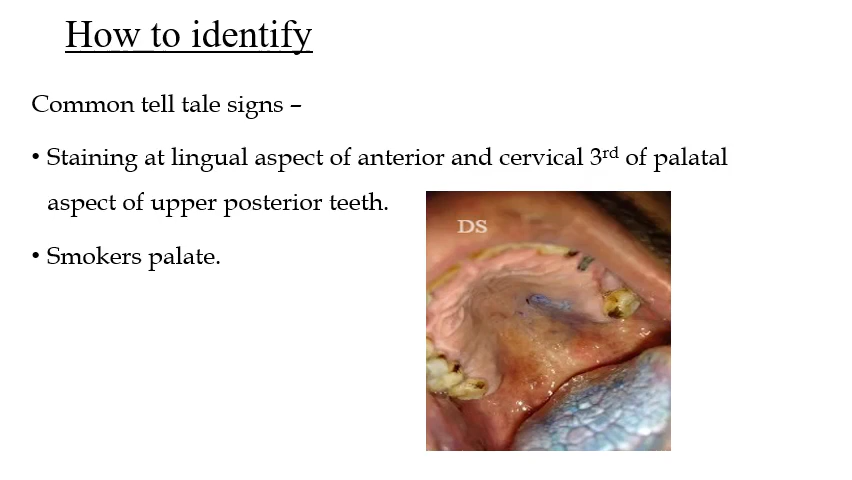 How to identify
Common tell tale signs –
• Staining at lingual aspect of anterior and cervical 3rd of palatal
aspect of upper posterior teeth.
DS
• Smokers palate.